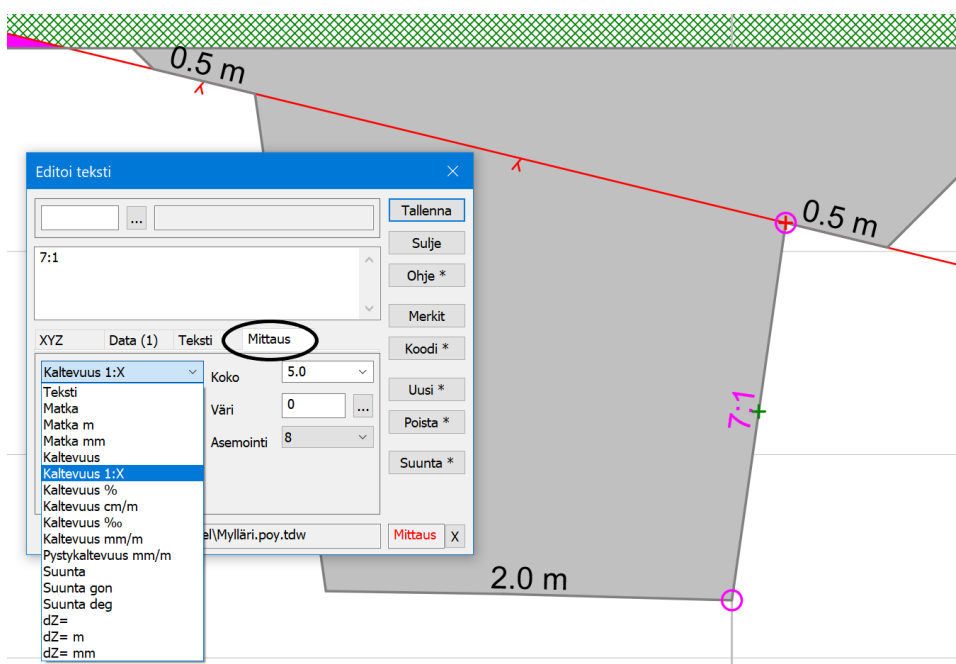 0.5 m
Editoi teksti
...
Tallenna
Sulje
7:1
Ohje *
Merkit
XYZ Data (1) Teksti Mittaus
Koodi *
Kaltevuus 1:X
Koko 5.0
Uusi *
Väri 0 ...
Poista *
Asemointi 8
Suunta *
Teksti
Matka
Matka m
Matka mm
Kaltevuus
Kaltevuus 1:X
Kaltevuus %
Kaltevuus cm/m
Kaltevuus ‰
Kaltevuus mm/m
Pystykaltevuus mm/m
Suunta
Suunta gon
Suunta deg
dZ=
dZ= m
dZ= mm
el\Mylläri.poy.tdw
Mittaus X
0.5 m
7:1
2.0 m